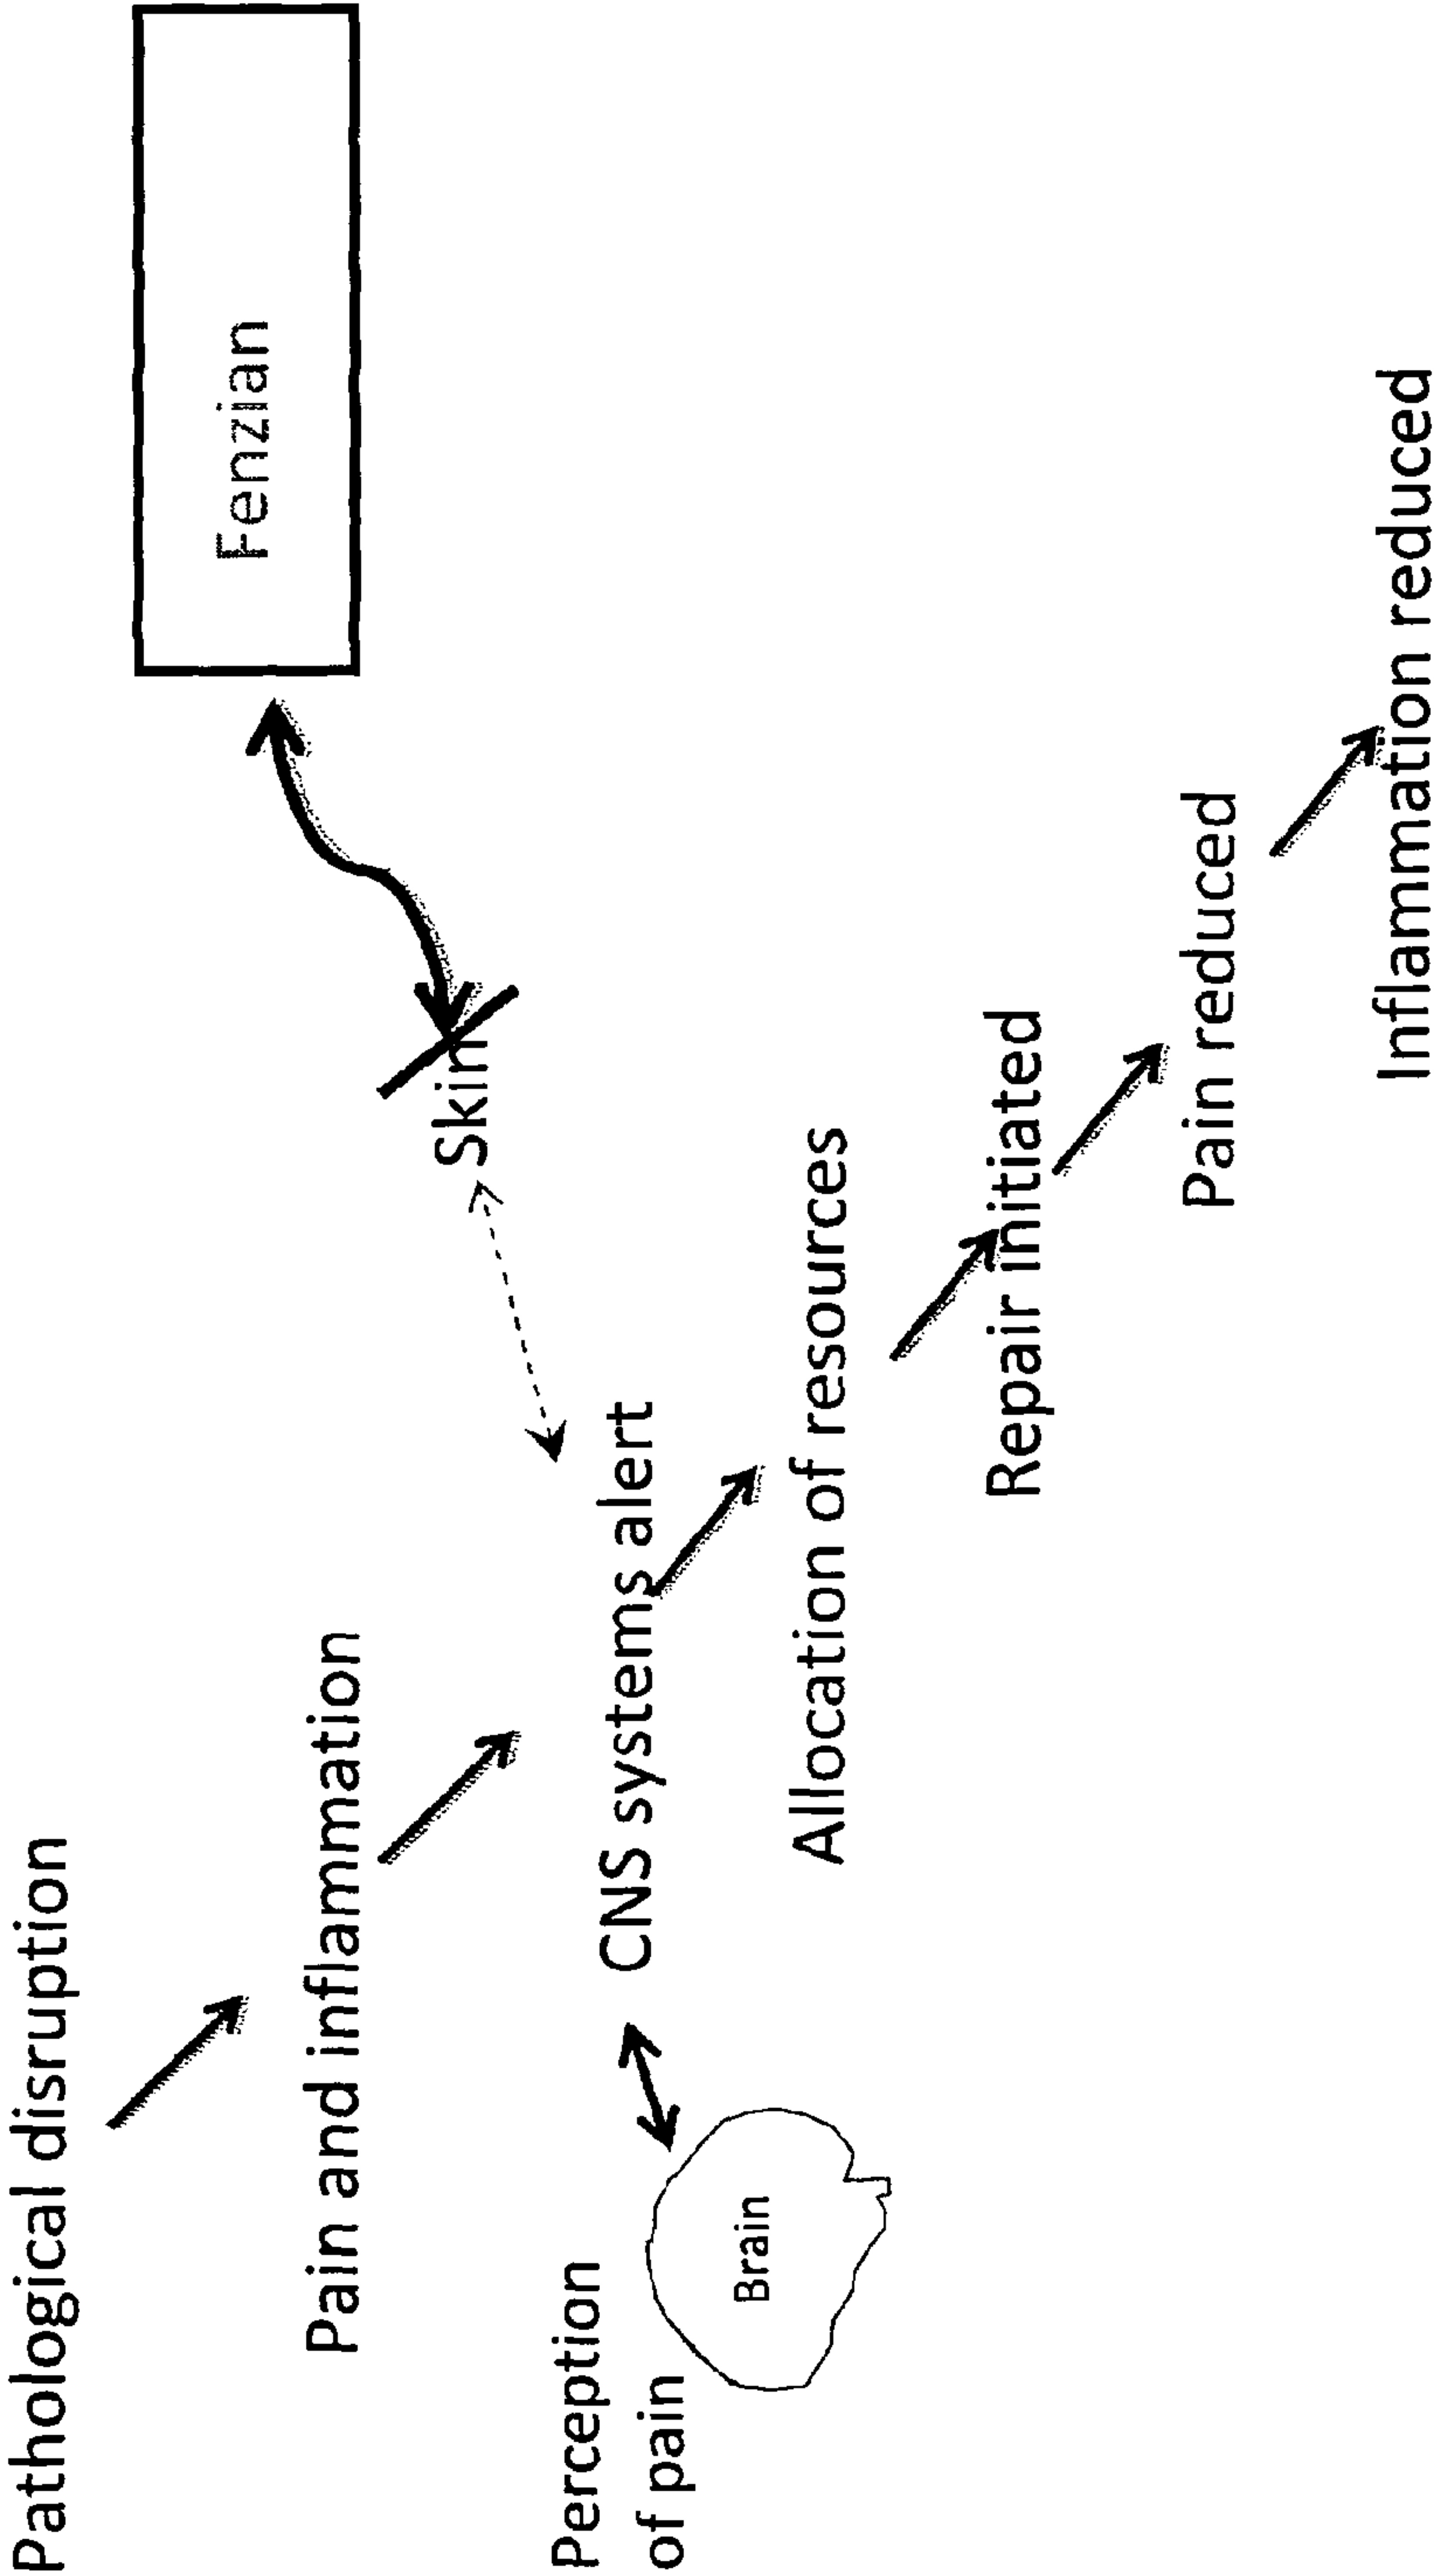 Pathological disruption
Fenzian
Pain and inflammation
Skin
Perception
of pain
CNS systems alert
Brain
Allocation of resources
Repair initiated
Pain reduced
Inflammation reduced